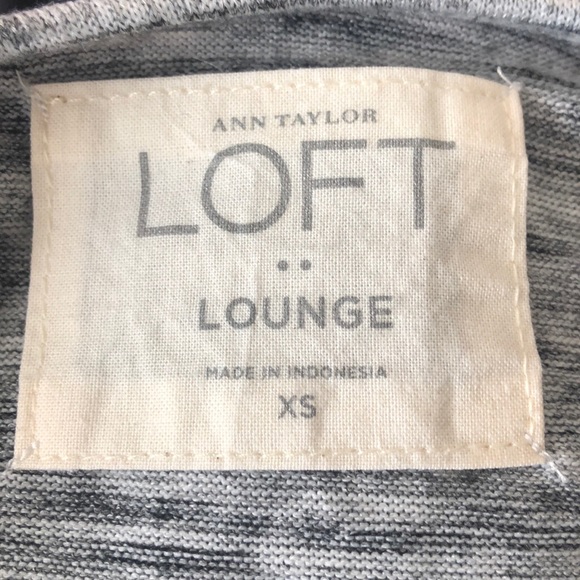 ANN TAYLOR
LOFT
••
LOUNGE
MADE IN INDONESIA
XS